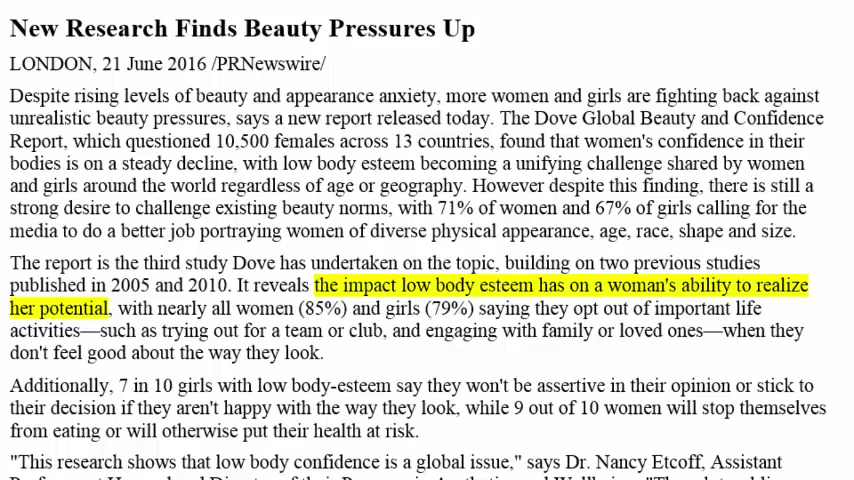 New Research Finds Beauty Pressures Up
LONDON, 21 June 2016 /PRNewswire/
Despite rising levels of beauty and appearance anxiety, more women and girls are fighting back against
unrealistic beauty pressures, says a new report released today. The Dove Global Beauty and Confidence
Report, which questioned 10,500 females across 13 countries, found that women's confidence in their
bodies is on a steady decline, with low body esteem becoming a unifying challenge shared by women
and girls around the world regardless of age or geography. However despite this finding, there is still a
strong desire to challenge existing beauty norms, with 71% of women and 67% of girls calling for the
media to do a better job portraying women of diverse physical appearance, age, race, shape and size.
The report is the third study Dove has undertaken on the topic, building on two previous studies
published in 2005 and 2010. It reveals the impact low body esteem has on a woman's ability to realize
her potential, with nearly all women (85%) and girls (79%) saying they opt out of important life
activities—such as trying out for a team or club, and engaging with family or loved ones—when they
don't feel good about the way they look.
Additionally, 7 in 10 girls with low body-esteem say they won't be assertive in their opinion or stick to
their decision if they aren't happy with the way they look, while 9 out of 10 women will stop themselves
from eating or will otherwise put their health at risk.
"This research shows that low body confidence is a global issue," says Dr. Nancy Etcoff, Assistant